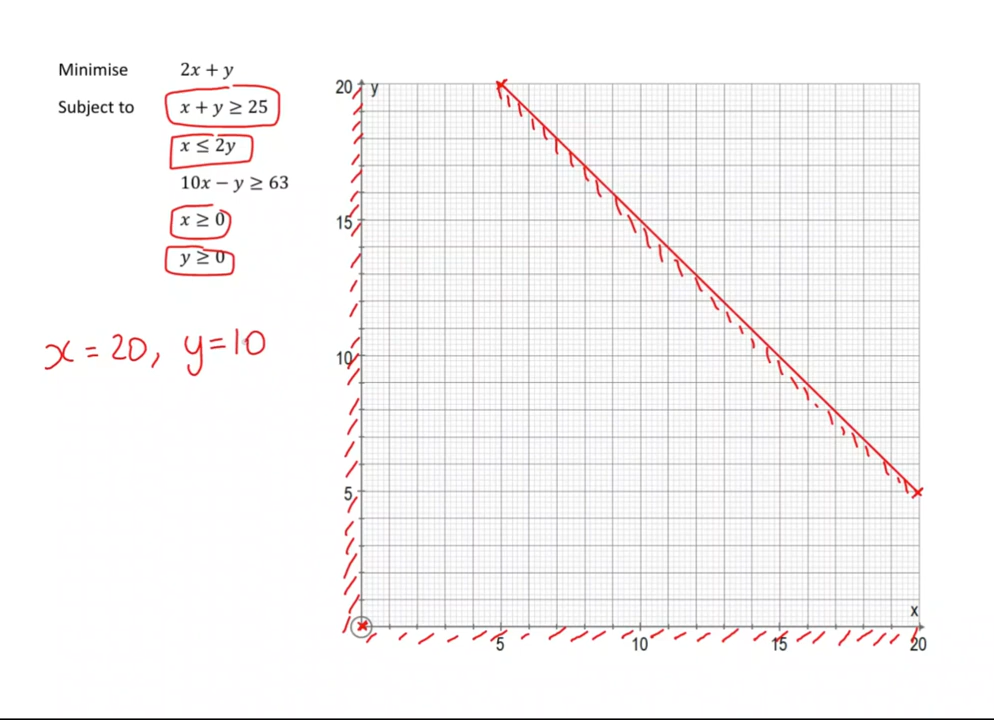 Minimise 2x + y
Subject to x + y ≥ 25
x ≤ 2y
10x − y ≥ 63
x ≥ 0
y ≥ 0
x = 20, y = 10
20 y
15
10
5
x
5 10 15 20